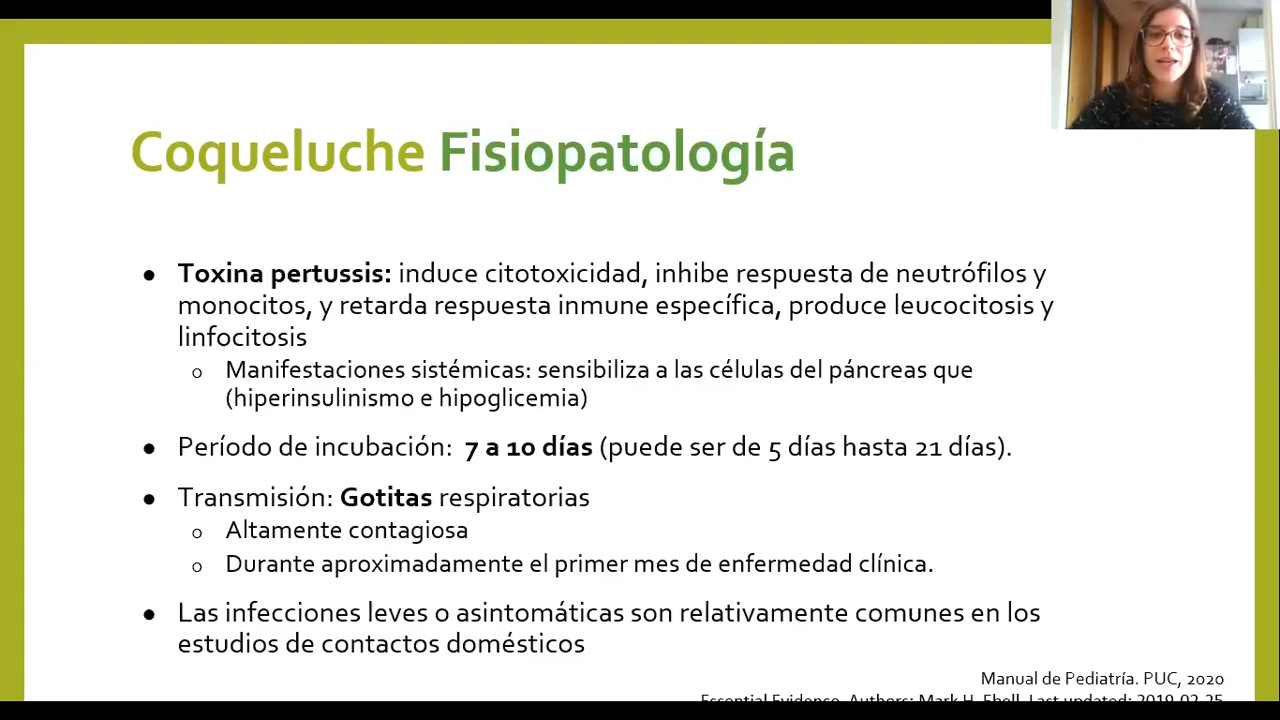 Coqueluche Fisiopatología
● Toxina pertussis: induce citotoxicidad, inhibe respuesta de neutrófilos y
monocitos, y retarda respuesta inmune específica, produce leucocitosis y
linfocitosis
o Manifestaciones sistémicas: sensibiliza a las células del páncreas que
(hiperinsulinismo e hipoglicemia)
● Período de incubación: 7 a 10 días (puede ser de 5 días hasta 21 días).
● Transmisión: Gotitas respiratorias
o Altamente contagiosa
o Durante aproximadamente el primer mes de enfermedad clínica.
● Las infecciones leves o asintomáticas son relativamente comunes en los
estudios de contactos domésticos
Manual de Pediatría. PUC, 2020
Essential Evidence. Authors: Mark H. Ebell. Last updated: 2019-02-25